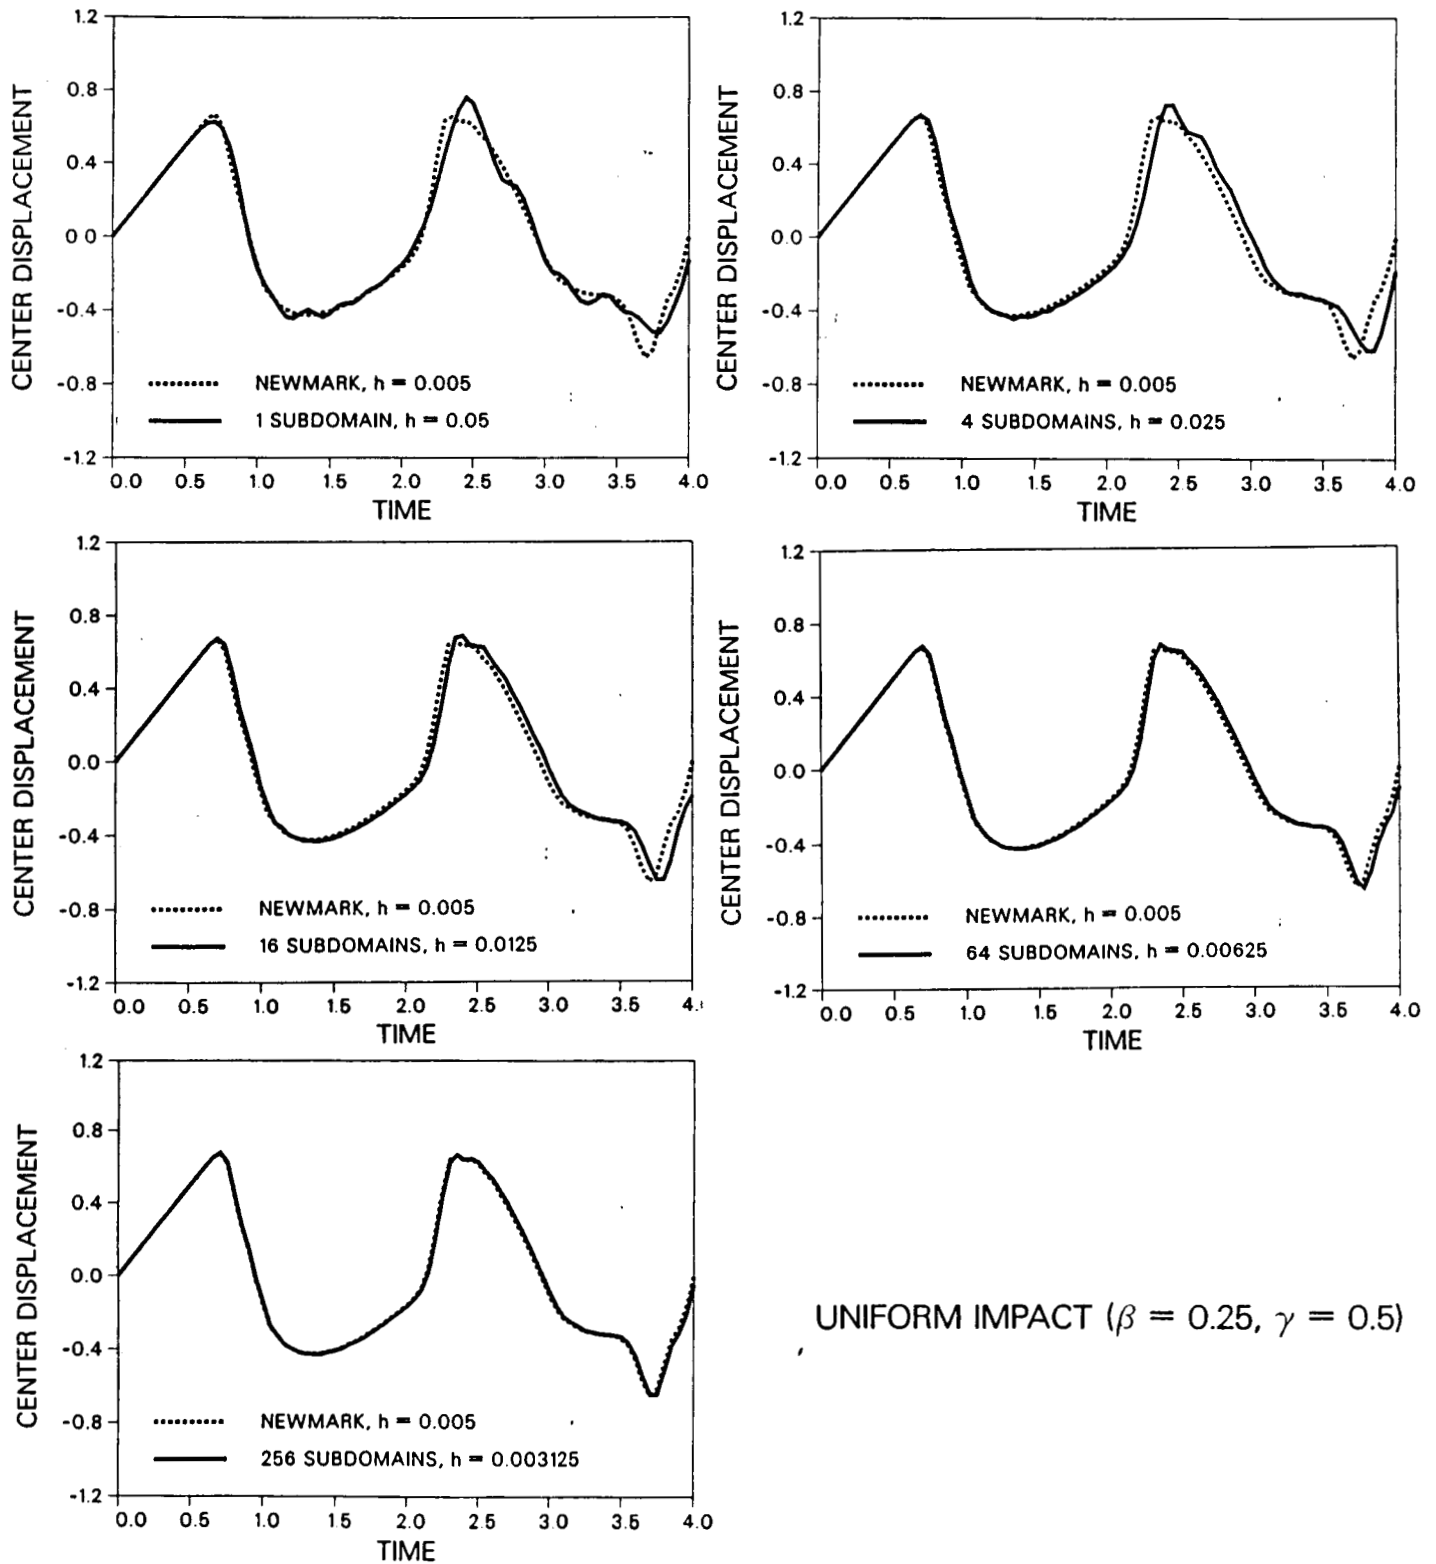 CENTER DISPLACEMENT
1.2
0.8
0.4
0.0
-0.4
-0.8
-1.2
NEWMARK, h = 0.005
1 SUBDOMAIN, h = 0.05
0.0 0.5 1.0 1.5 2.0 2.5 3.0 3.5 4.0
TIME
CENTER DISPLACEMENT
1.2
0.8
0.4
0.0
-0.4
-0.8
-1.2
NEWMARK, h = 0.005
4 SUBDOMAINS, h = 0.025
0.0 0.5 1.0 1.5 2.0 2.5 3.0 3.5 4.0
TIME
CENTER DISPLACEMENT
1.2
0.8
0.4
0.0
-0.4
-0.8
-1.2
NEWMARK, h = 0.005
16 SUBDOMAINS, h = 0.0125
0.0 0.5 1.0 1.5 2.0 2.5 3.0 3.5
TIME
CENTER DISPLACEMENT
1.2
0.8
0.4
0.0
-0.4
-0.8
-1.2
NEWMARK, h = 0.005
64 SUBDOMAINS, h = 0.00625
0.0 0.5 1.0 1.5 2.0 2.5 3.0 3.5 4.0
TIME
CENTER DISPLACEMENT
1.2
0.8
0.4
0.0
-0.4
-0.8
-1.2
NEWMARK, h = 0.005
256 SUBDOMAINS, h = 0.003125
0.0 0.5 1.0 1.5 2.0 2.5 3.0 3.5 4.0
TIME
UNIFORM IMPACT (β = 0.25, γ = 0.5)